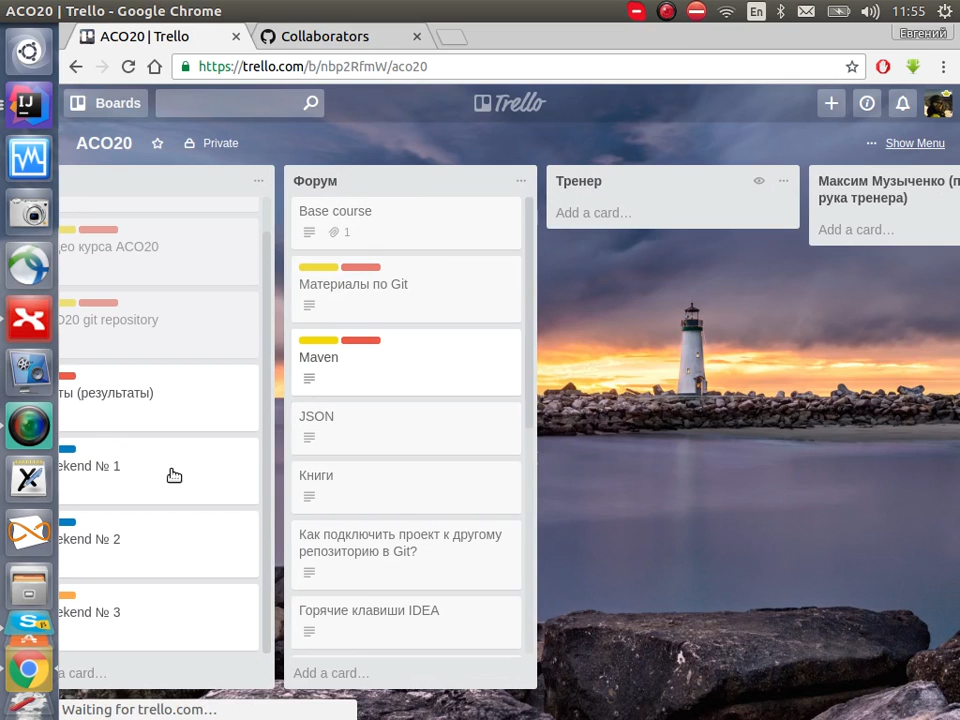 ACO20 | Trello - Google Chrome
En
11:55
ACO20 | Trello
Collaborators
Евгений
https://trello.com/b/nbp2RfmW/aco20
Boards
Trello
ACO20
Private
Show Menu
део курса ACO20
O20 git repository
ты (результаты)
ekend № 1
ekend № 2
ekend № 3
a card…
Форум
Base course
1
Материалы по Git
Maven
JSON
Книги
Как подключить проект к другому
репозиторию в Git?
Горячие клавиши IDEA
Add a card…
Тренер
Add a card…
Максим Музыченко (п
рука тренера)
Add a card…
Waiting for trello.com…